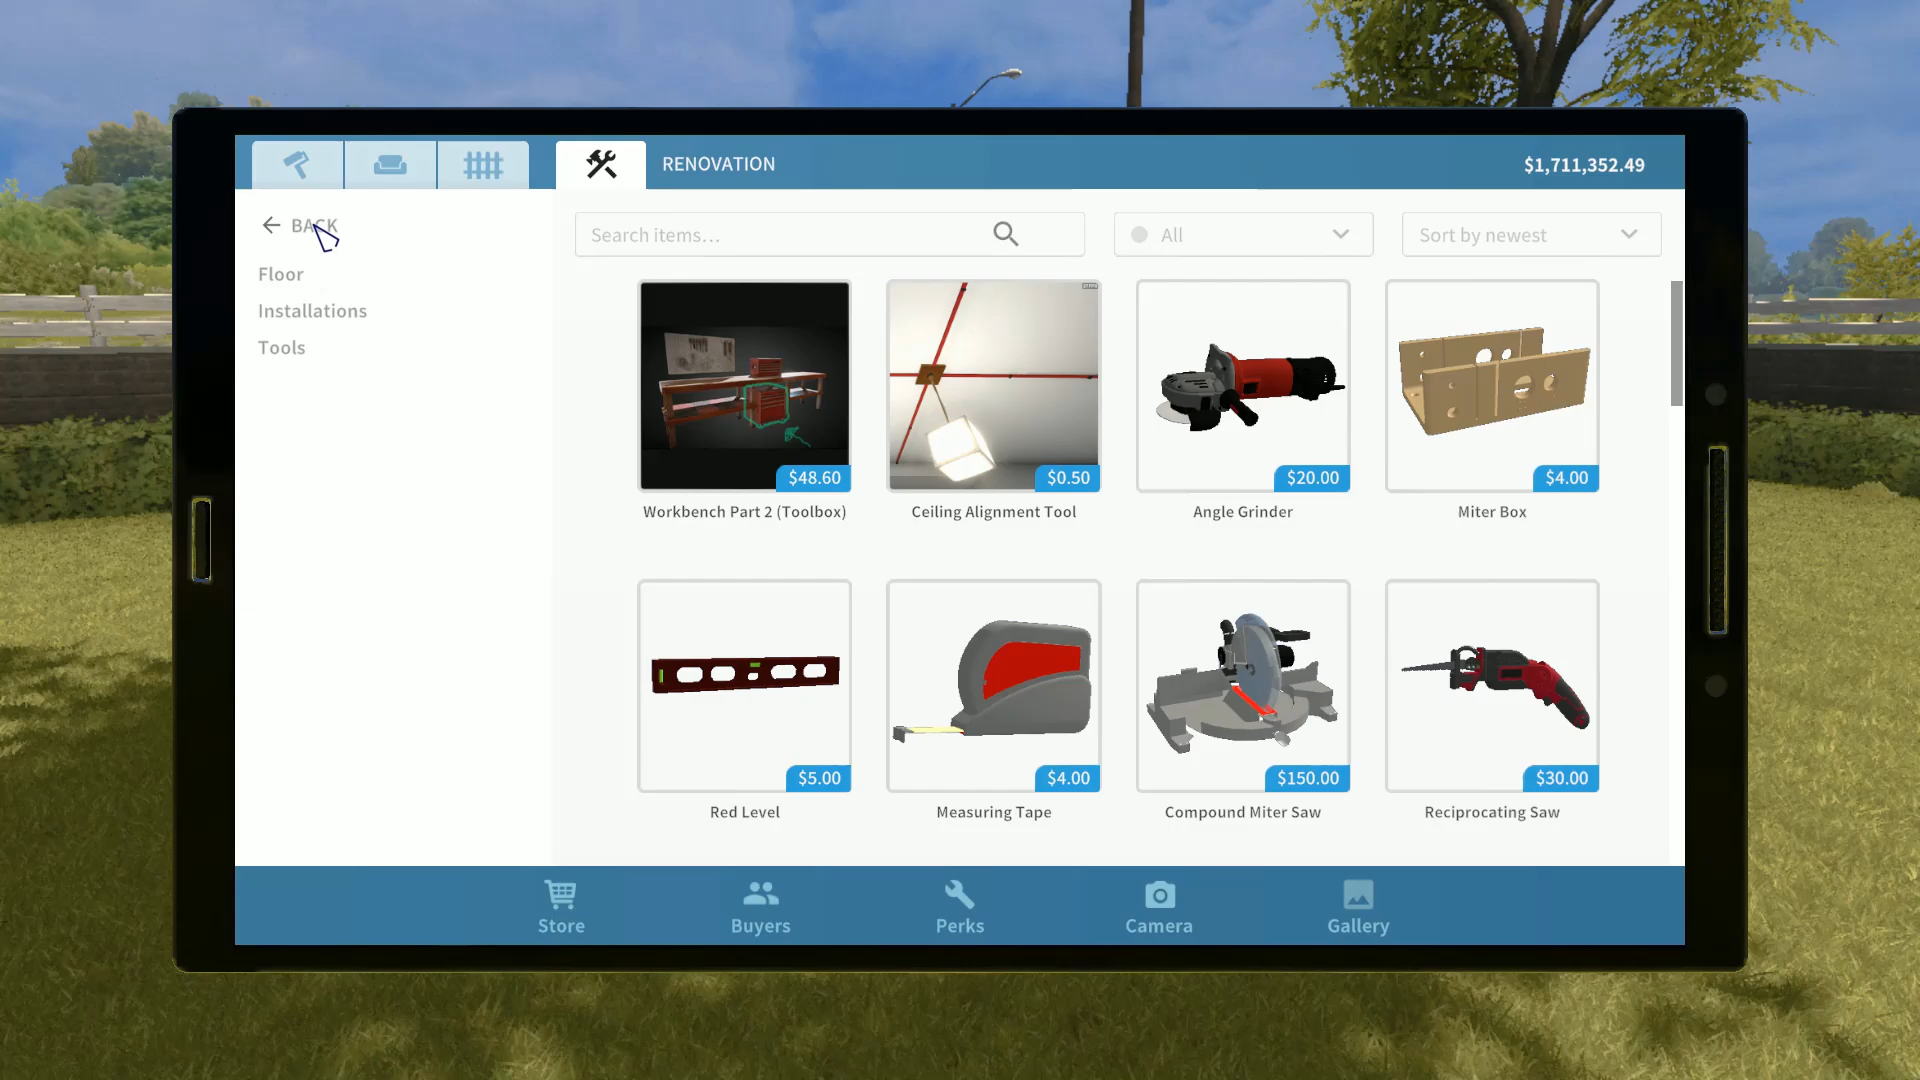 RENOVATION
$1,711,352.49
BACK
Floor
Installations
Tools
Search items...
All
Sort by newest
$48.60
$0.50
$20.00
$4.00
Workbench Part 2 (Toolbox)
Ceiling Alignment Tool
Angle Grinder
Miter Box
$5.00
$4.00
$150.00
$30.00
Red Level
Measuring Tape
Compound Miter Saw
Reciprocating Saw
Store
Buyers
Perks
Camera
Gallery